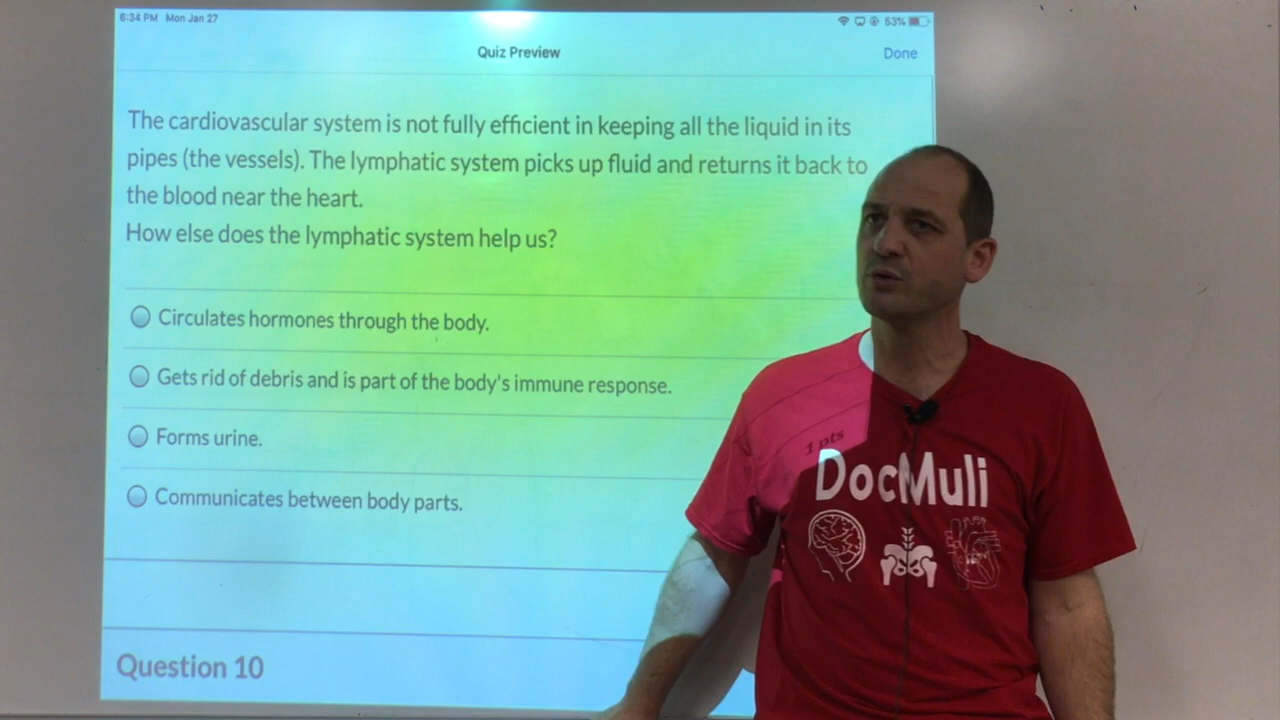 6:34 PM Mon Jan 27
53%
Quiz Preview
Done
The cardiovascular system is not fully efficient in keeping all the liquid in its
pipes (the vessels). The lymphatic system picks up fluid and returns it back to
the blood near the heart.
How else does the lymphatic system help us?
Circulates hormones through the body.
Gets rid of debris and is part of the body's immune response.
Forms urine.
Communicates between body parts.
Question 10
1 pts
DocMuli